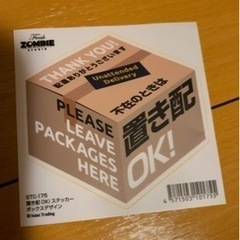 Fresh
ZOMBIE
STUDIO
THANK YOU!
配達ありがとうございます
Unattended
Delivery
PLEASE
LEAVE
PACKAGES
HERE
不在のときは
置き配
OK!
STC-175
置き配 OK! ステッカー
ボックスデザイン
4571503101755